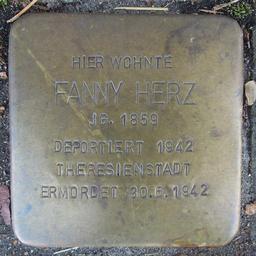 HIER WOHNTE
FANNY HERZ
JG. 1859
DEPORTIERT 1942
THERESIENSTADT
ERMORDET 30.5.1942